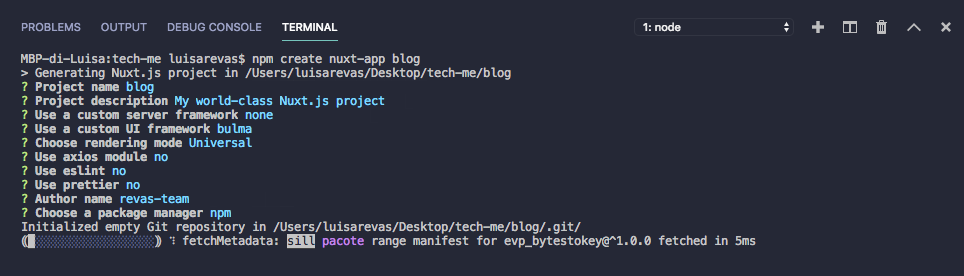 PROBLEMS OUTPUT DEBUG CONSOLE TERMINAL 1: node
MBP-di-Luisa:tech-me luisarevas$ npm create nuxt-app blog
> Generating Nuxt.js project in /Users/luisarevas/Desktop/tech-me/blog
? Project name blog
? Project description My world-class Nuxt.js project
? Use a custom server framework none
? Use a custom UI framework bulma
? Choose rendering mode Universal
? Use axios module no
? Use eslint no
? Use prettier no
? Author name revas-team
? Choose a package manager npm
Initialized empty Git repository in /Users/luisarevas/Desktop/tech-me/blog/.git/
⸨█░░░░░░░░░░░░░░░░░⸩ ⠹ fetchMetadata: sill pacote range manifest for evp_bytestokey@^1.0.0 fetched in 5ms